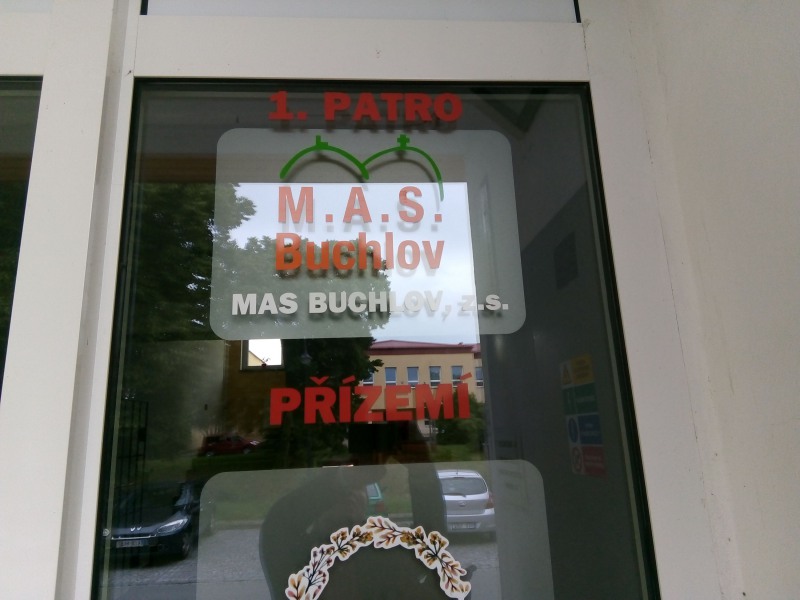 1. PATRO
M.A.S.
Buchlov
MAS BUCHLOV, z.s.
PŘÍZEMÍ